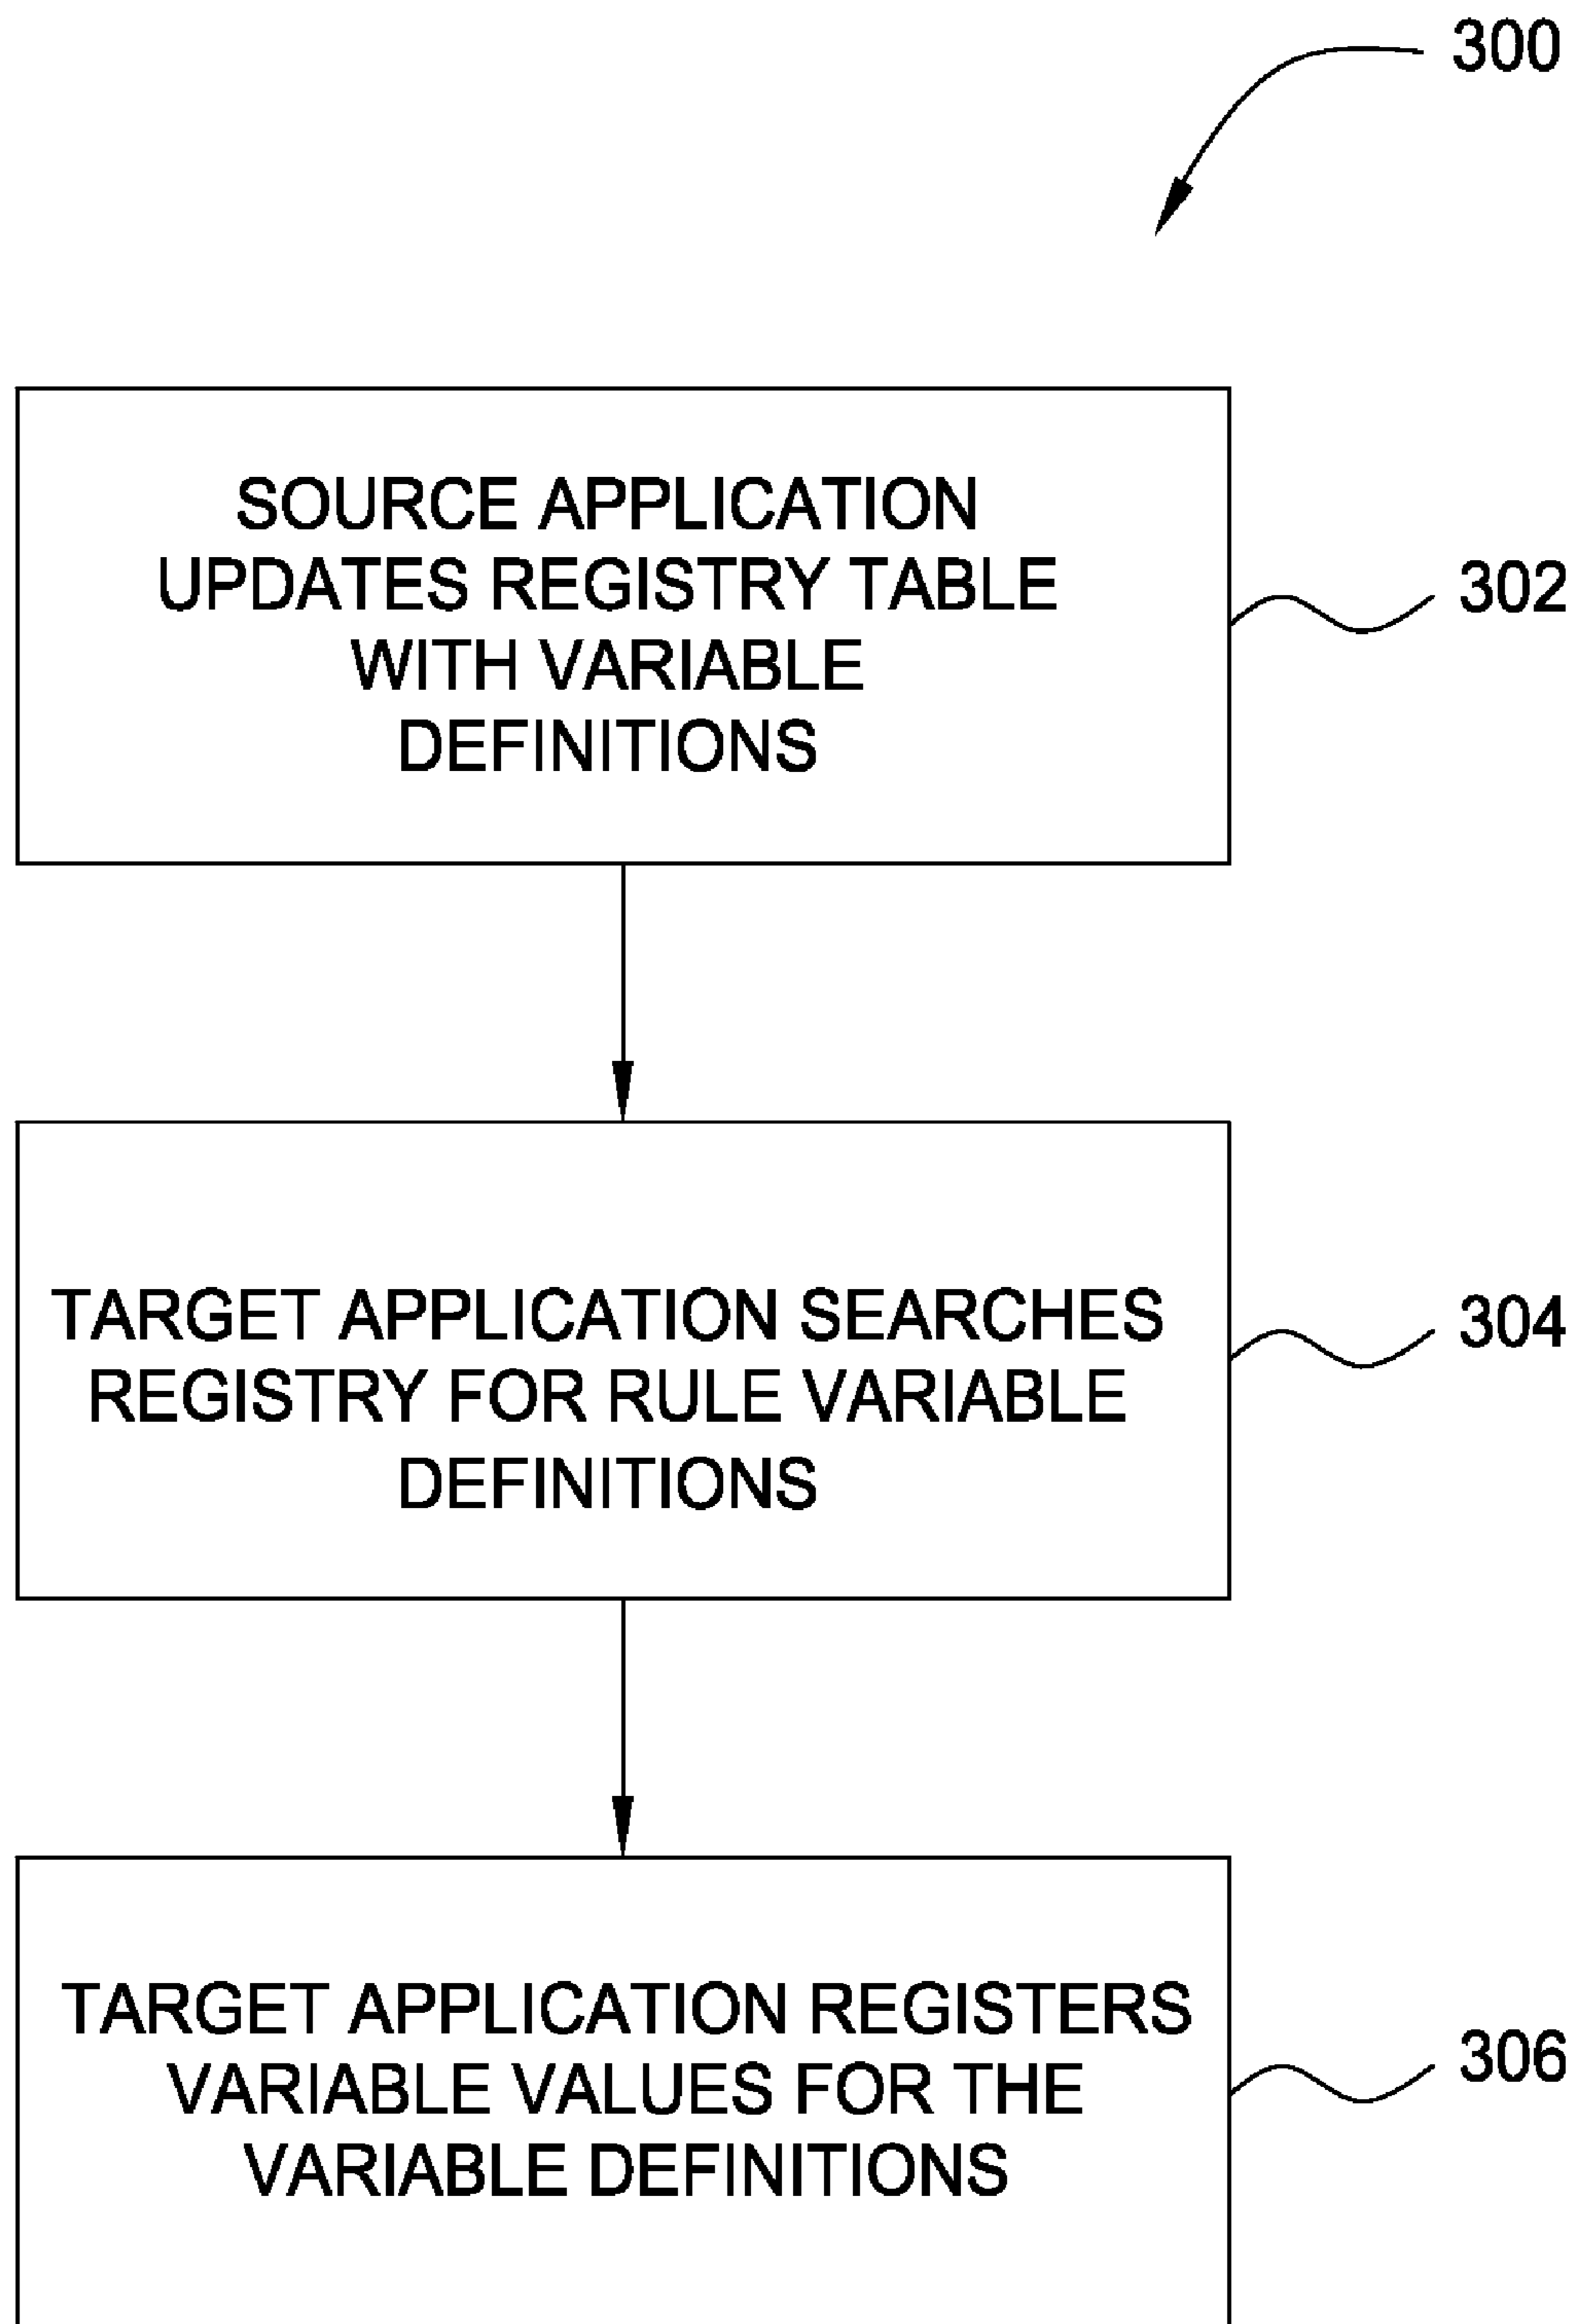 300
SOURCE APPLICATION
UPDATES REGISTRY TABLE
WITH VARIABLE
DEFINITIONS
302
TARGET APPLICATION SEARCHES
REGISTRY FOR RULE VARIABLE
DEFINITIONS
304
TARGET APPLICATION REGISTERS
VARIABLE VALUES FOR THE
VARIABLE DEFINITIONS
306